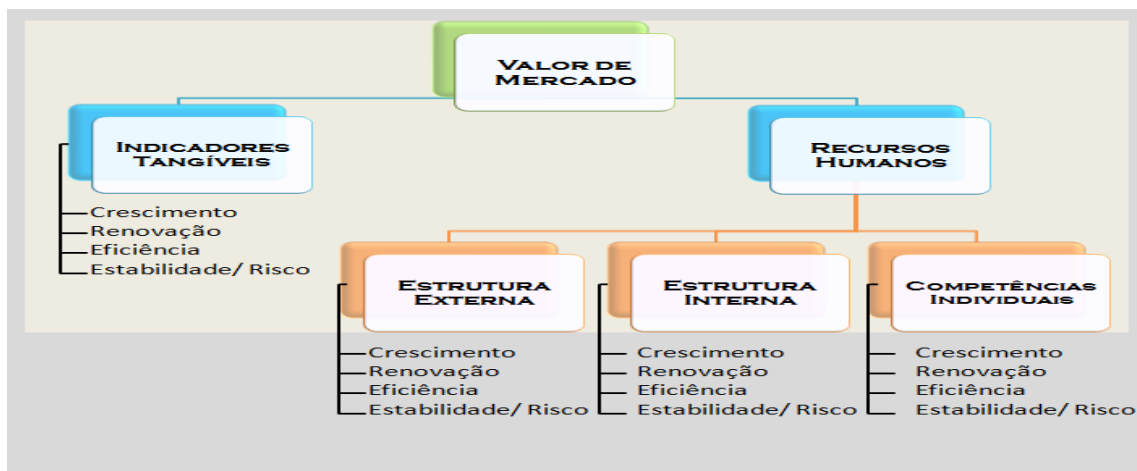 VALOR DE
MERCADO
INDICADORES
TANGÍVEIS
RECURSOS
HUMANOS
Crescimento
Renovação
Eficiência
Estabilidade/ Risco
ESTRUTURA
EXTERNA
ESTRUTURA
INTERNA
COMPETÊNCIAS
INDIVIDUAIS
Crescimento
Renovação
Eficiência
Estabilidade/ Risco
Crescimento
Renovação
Eficiência
Estabilidade/ Risco
Crescimento
Renovação
Eficiência
Estabilidade/ Risco